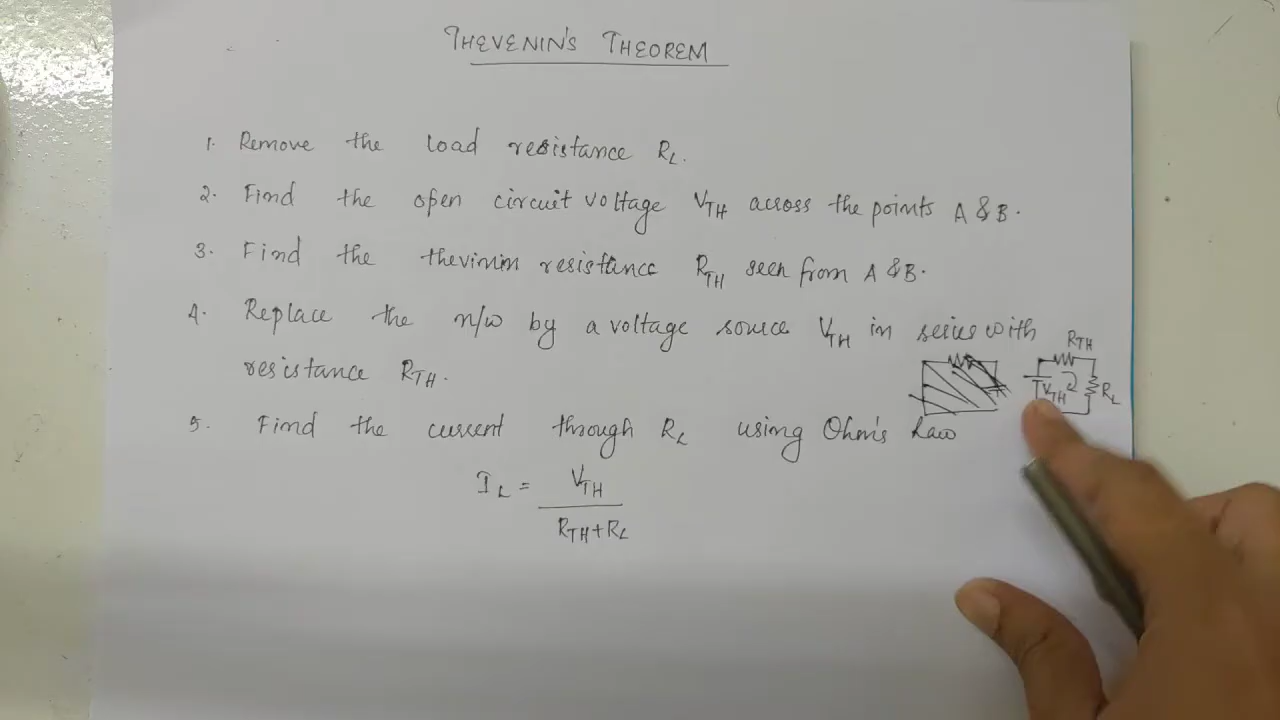 THEVENIN'S THEOREM
1. Remove the load resistance RL.
2. Find the open circuit voltage VTH across the points A & B.
3. Find the thevinin resistance RTH seen from A & B.
4. Replace the n/w by a voltage source VTH in series with
resistance RTH.
RTH
VTH
RL
5. Find the current through RL using Ohm's Law
IL = VTH
RTH+RL